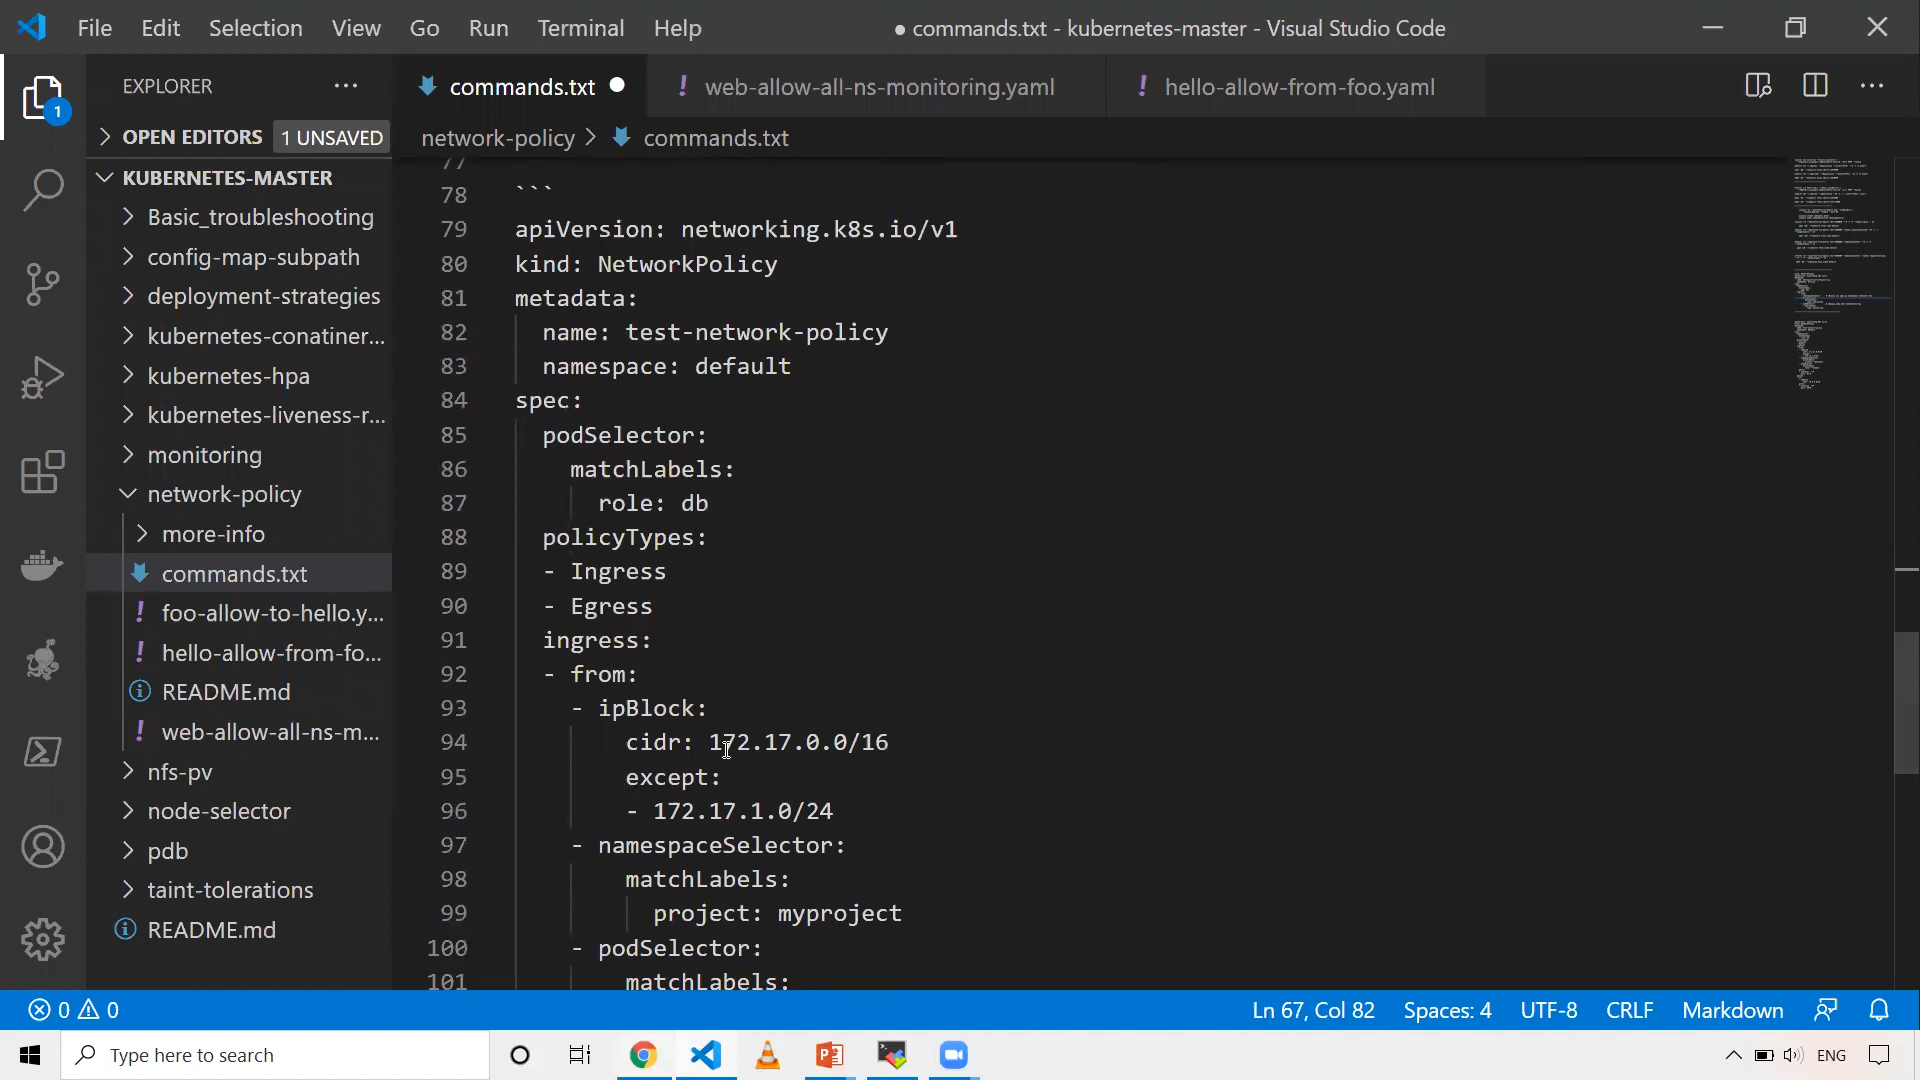 File Edit Selection View Go Run Terminal Help
● commands.txt - kubernetes-master - Visual Studio Code
EXPLORER
commands.txt
web-allow-all-ns-monitoring.yaml
hello-allow-from-foo.yaml
1
OPEN EDITORS 1 UNSAVED
network-policy > commands.txt
KUBERNETES-MASTER
Basic_troubleshooting
config-map-subpath
deployment-strategies
kubernetes-conatiner...
kubernetes-hpa
kubernetes-liveness-r...
monitoring
network-policy
more-info
commands.txt
foo-allow-to-hello.y...
hello-allow-from-fo...
README.md
web-allow-all-ns-m...
nfs-pv
node-selector
pdb
taint-tolerations
README.md
77
78 ```
79 apiVersion: networking.k8s.io/v1
80 kind: NetworkPolicy
81 metadata:
82 name: test-network-policy
83 namespace: default
84 spec:
85 podSelector:
86 matchLabels:
87 role: db
88 policyTypes:
89 - Ingress
90 - Egress
91 ingress:
92 - from:
93 - ipBlock:
94 cidr: 172.17.0.0/16
95 except:
96 - 172.17.1.0/24
97 - namespaceSelector:
98 matchLabels:
99 project: myproject
100 - podSelector:
101 matchLabels:
0 0
Ln 67, Col 82 Spaces: 4 UTF-8 CRLF Markdown
Type here to search
ENG